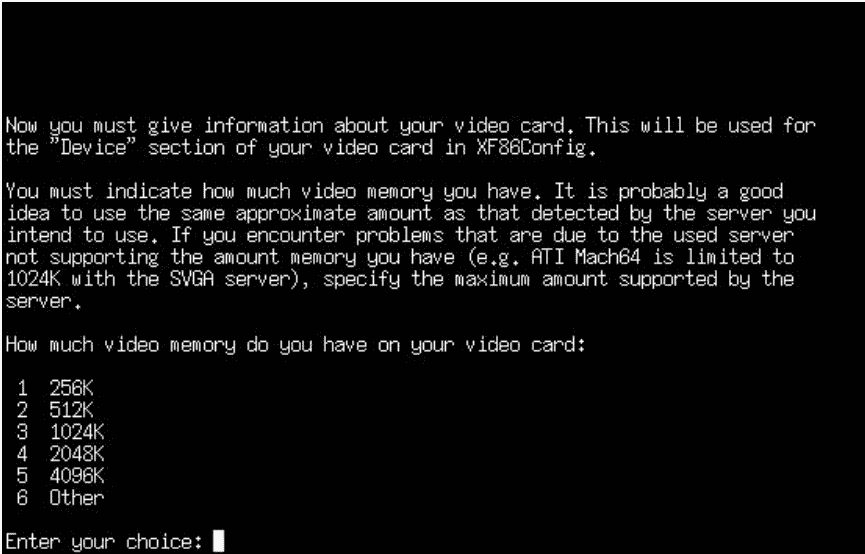 Now you must give information about your video card. This will be used for
the "Device" section of your video card in XF86Config.
You must indicate how much video memory you have. It is probably a good
idea to use the same approximate amount as that detected by the server you
intend to use. If you encounter problems that are due to the used server
not supporting the amount memory you have (e.g. ATI Mach64 is limited to
1024K with the SVGA server), specify the maximum amount supported by the
server.
How much video memory do you have on your video card:
1 256K
2 512K
3 1024K
4 2048K
5 4096K
6 Other
Enter your choice: